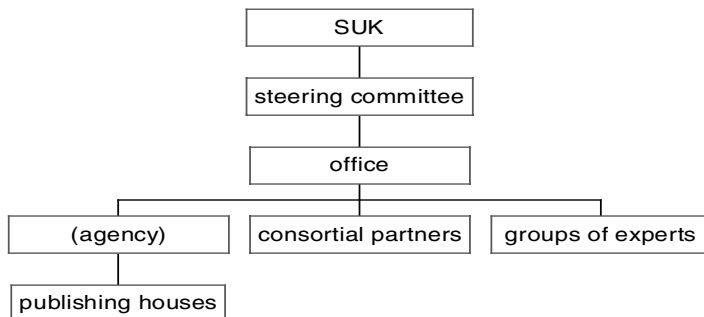 SUK
steering committee
office
(agency)
consortial partners
groups of experts
publishing houses